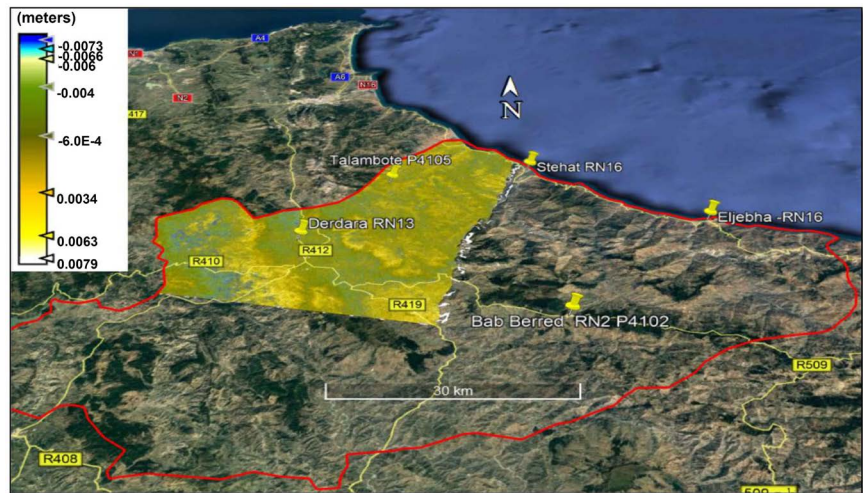 (meters)
-0.0073
-0.0066
-0.006
-0.004
-6.0E-4
0.0034
0.0063
0.0079
A4
A6
N16
N2
417
N
Talambote P4105
Stehat RN16
Eljebha -RN16
Derdara RN13
R412
R410
R419
Bab Berred RN2 P4102
30 km
R509
R408